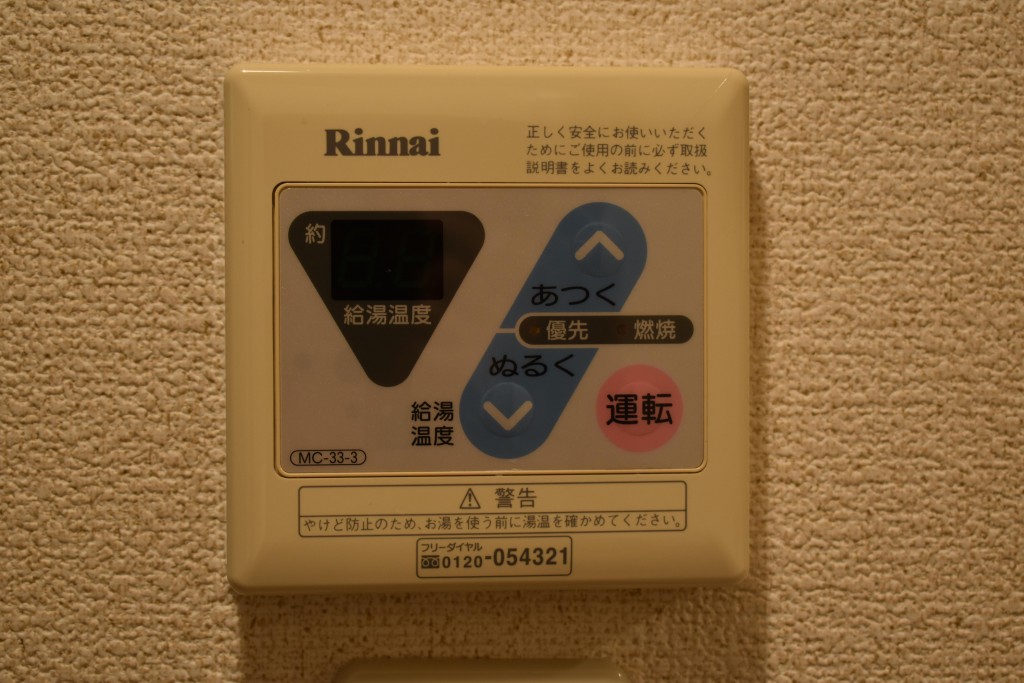 Rinnai
正しく安全にお使いいただく
ためにご使用の前に必ず取扱
説明書をよくお読みください。
約
給湯温度
あつく
優先 燃焼
ぬるく
給湯
温度
運転
MC-33-3
⚠ 警告
やけど防止のため、お湯を使う前に湯温を確かめてください。
フリーダイヤル
0120-054321